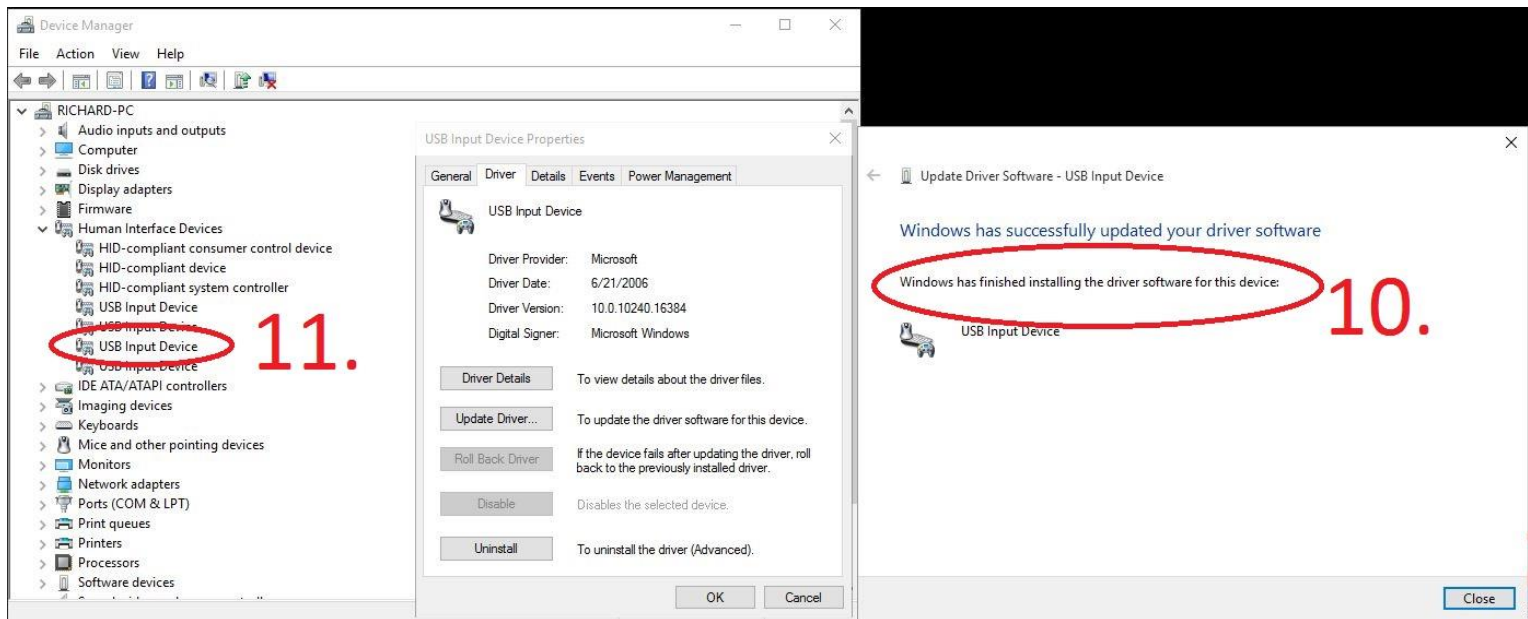 Device Manager
File Action View Help
RICHARD-PC
Audio inputs and outputs
Computer
Disk drives
Display adapters
Firmware
Human Interface Devices
HID-compliant consumer control device
HID-compliant device
HID-compliant system controller
USB Input Device
USB Input Device
USB Input Device
USB Input Device
IDE ATA/ATAPI controllers
Imaging devices
Keyboards
Mice and other pointing devices
Monitors
Network adapters
Ports (COM & LPT)
Print queues
Printers
Processors
Software devices
11.
USB Input Device Properties
General Driver Details Events Power Management
USB Input Device
Driver Provider: Microsoft
Driver Date: 6/21/2006
Driver Version: 10.0.10240.16384
Digital Signer: Microsoft Windows
Driver Details To view details about the driver files.
Update Driver... To update the driver software for this device.
Roll Back Driver If the device fails after updating the driver, roll
back to the previously installed driver.
Disable Disables the selected device.
Uninstall To uninstall the driver (Advanced).
OK Cancel
Update Driver Software - USB Input Device
Windows has successfully updated your driver software
Windows has finished installing the driver software for this device:
USB Input Device
10.
Close